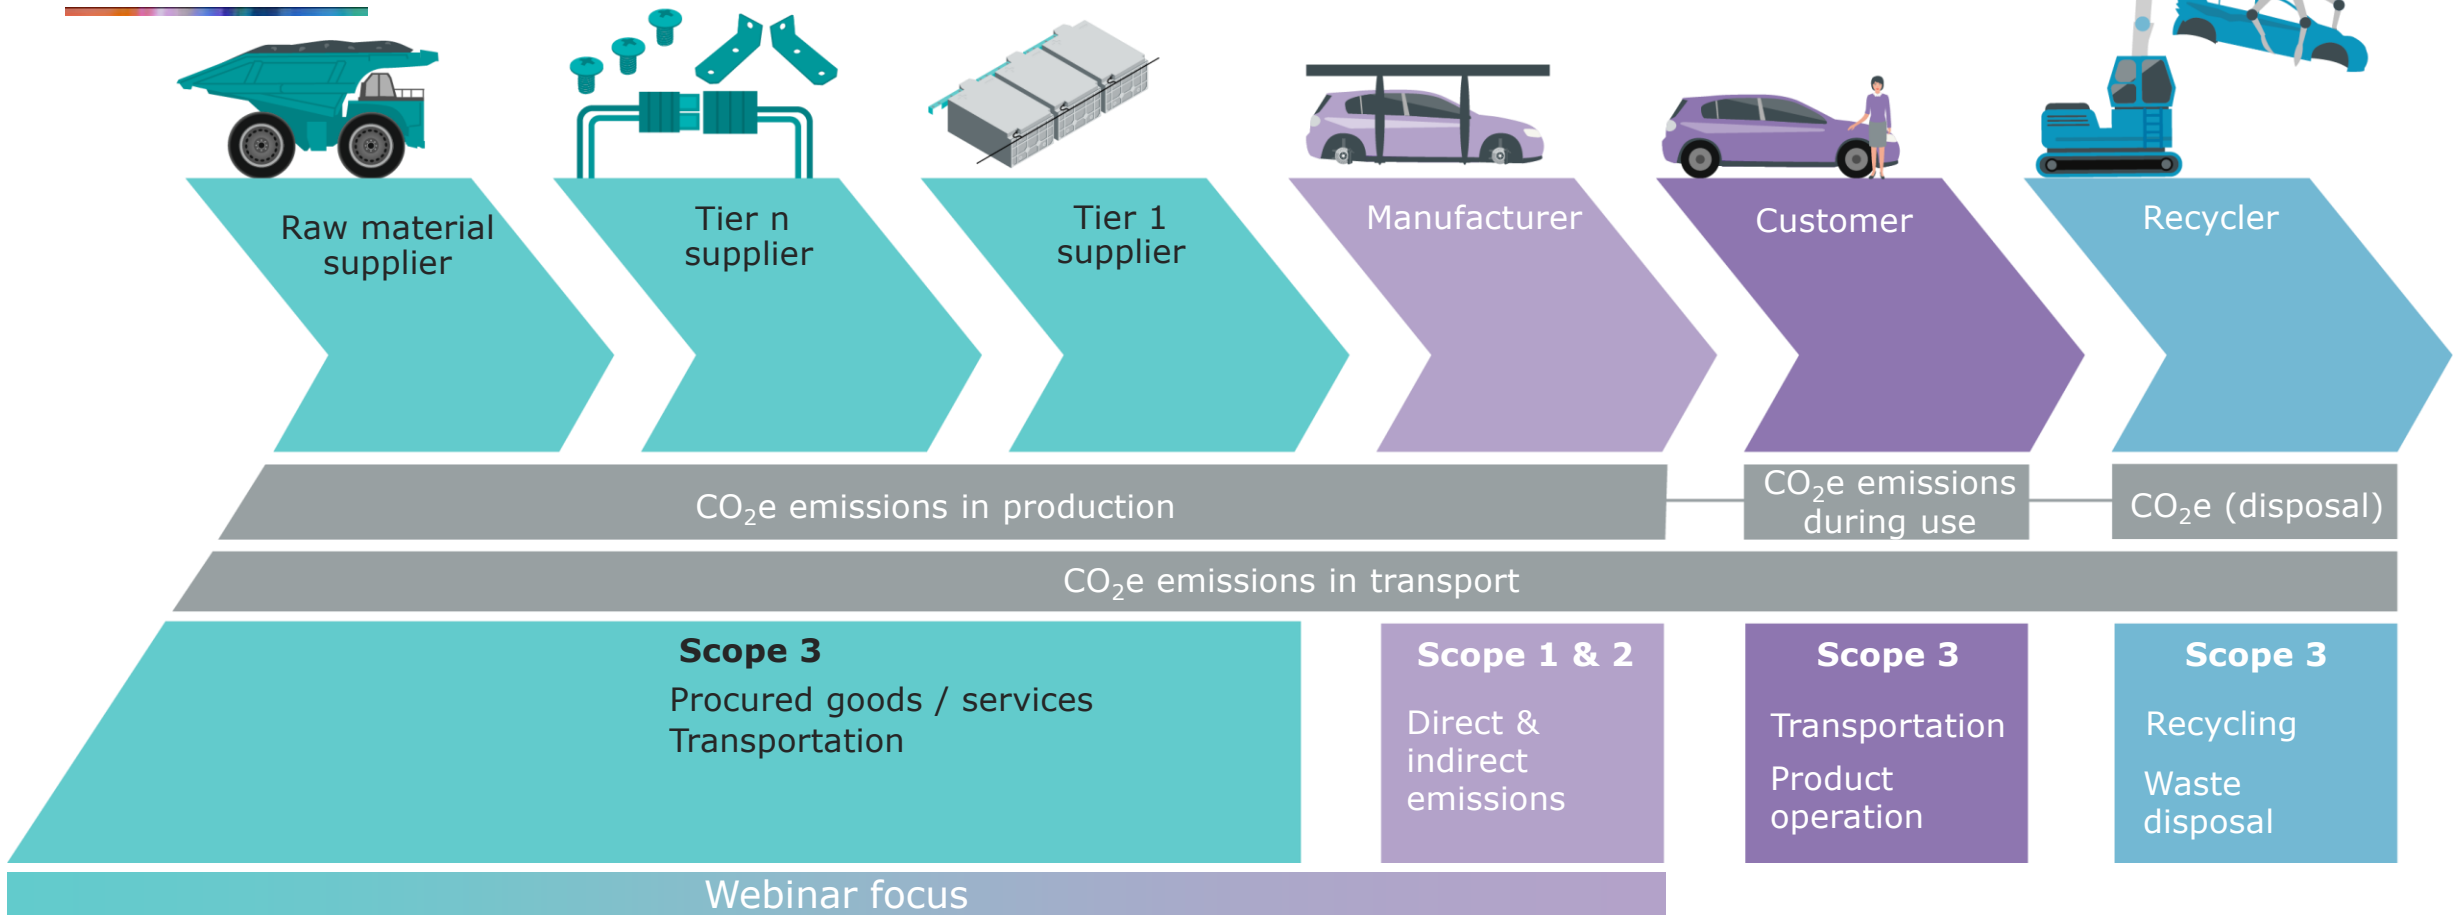 Raw material
supplier
Tier n
supplier
Tier 1
supplier
Manufacturer
Customer
Recycler
CO₂e emissions in production
CO₂e emissions
during use
CO₂e (disposal)
CO₂e emissions in transport
Scope 3
Procured goods / services
Transportation
Scope 1 & 2
Direct &
indirect
emissions
Scope 3
Transportation
Product
operation
Scope 3
Recycling
Waste
disposal
Webinar focus